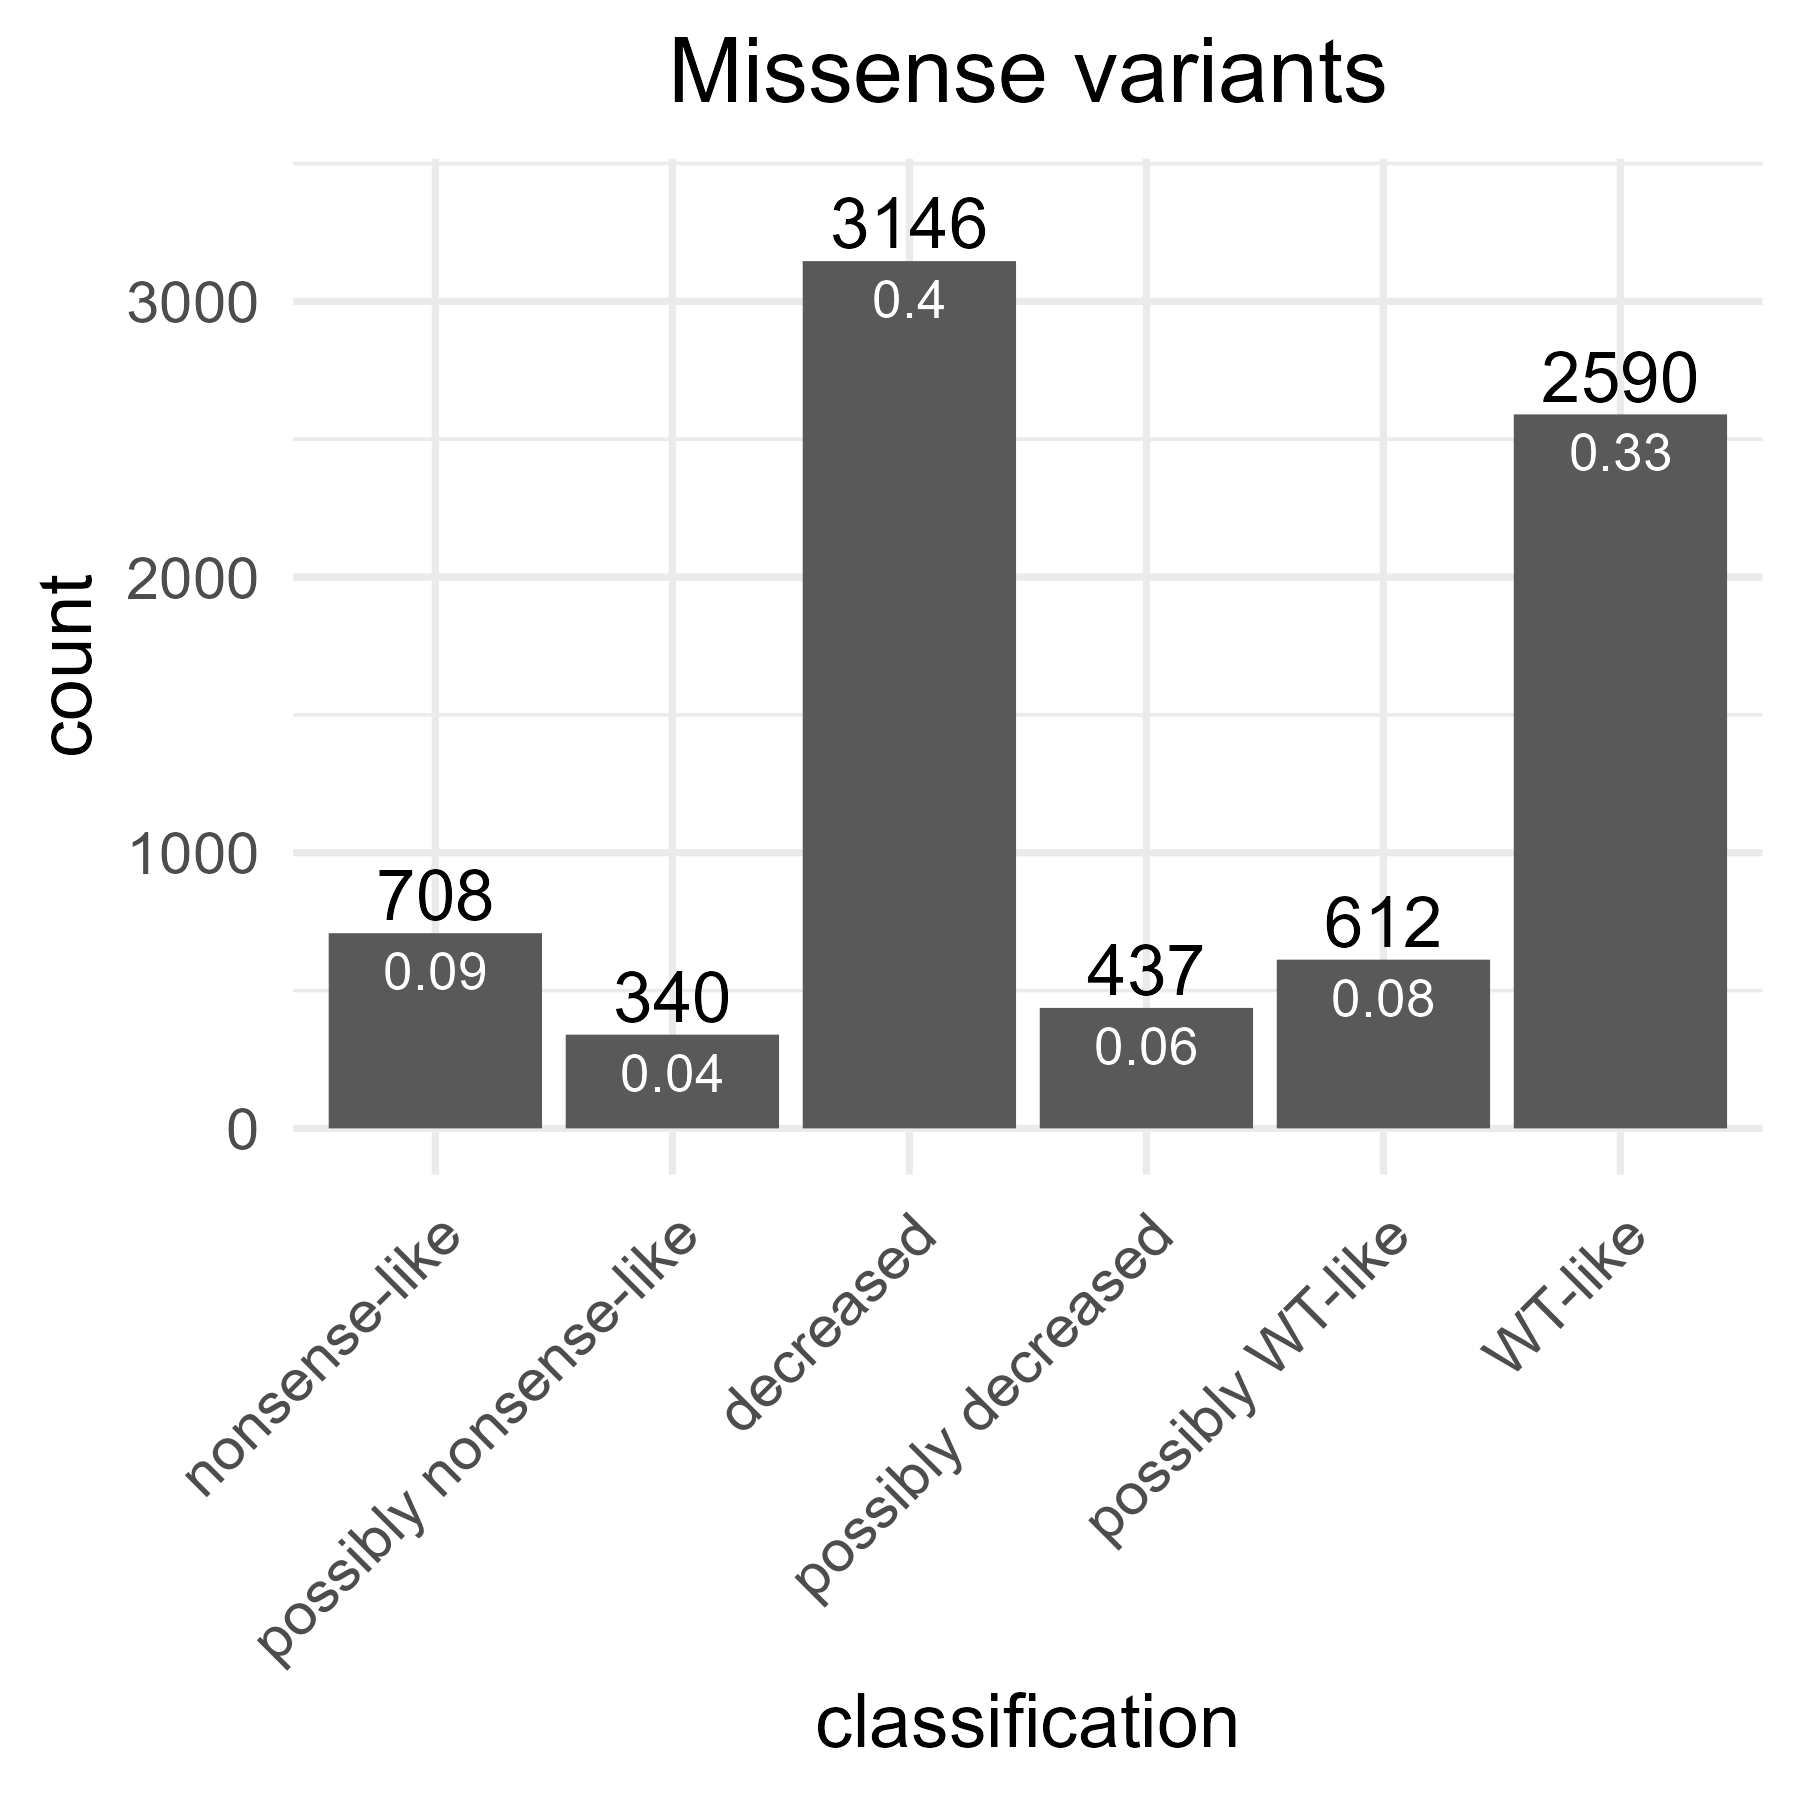 Missense variants
count
3000
2000
1000
0
708
0.09
340
0.04
3146
0.4
437
0.06
612
0.08
2590
0.33
nonsense-like
possibly nonsense-like
decreased
possibly decreased
possibly WT-like
WT-like
classification